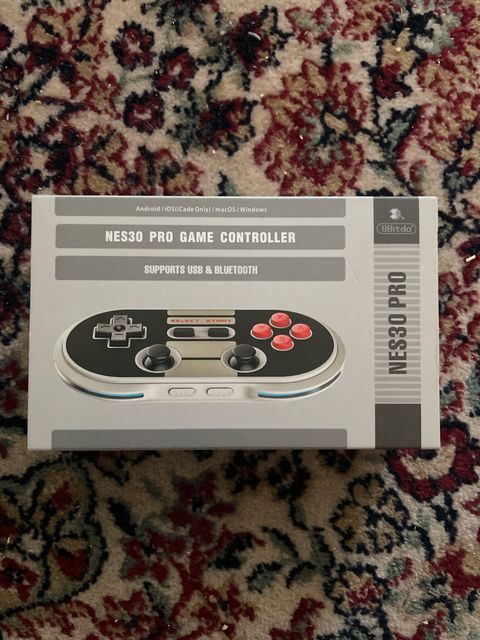 Android / iOS(iCade Only) / macOS / Windows
NES30 PRO GAME CONTROLLER
SUPPORTS USB & BLUETOOTH
SELECT START
8Bitdo
NES30 PRO